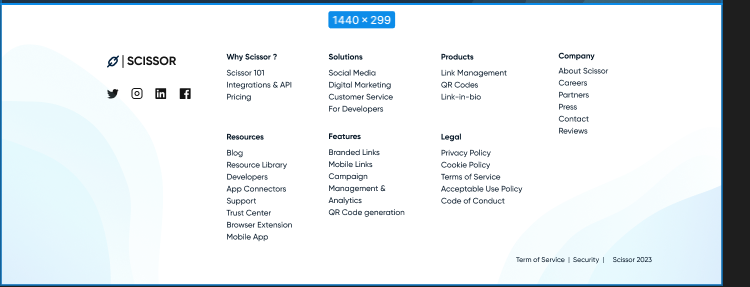 1440 × 299
| SCISSOR
Why Scissor ?
Scissor 101
Integrations & API
Pricing
Solutions
Social Media
Digital Marketing
Customer Service
For Developers
Products
Link Management
QR Codes
Link-in-bio
Company
About Scissor
Careers
Partners
Press
Contact
Reviews
Resources
Blog
Resource Library
Developers
App Connectors
Support
Trust Center
Browser Extension
Mobile App
Features
Branded Links
Mobile Links
Campaign
Management &
Analytics
QR Code generation
Legal
Privacy Policy
Cookie Policy
Terms of Service
Acceptable Use Policy
Code of Conduct
Term of Service | Security | Scissor 2023